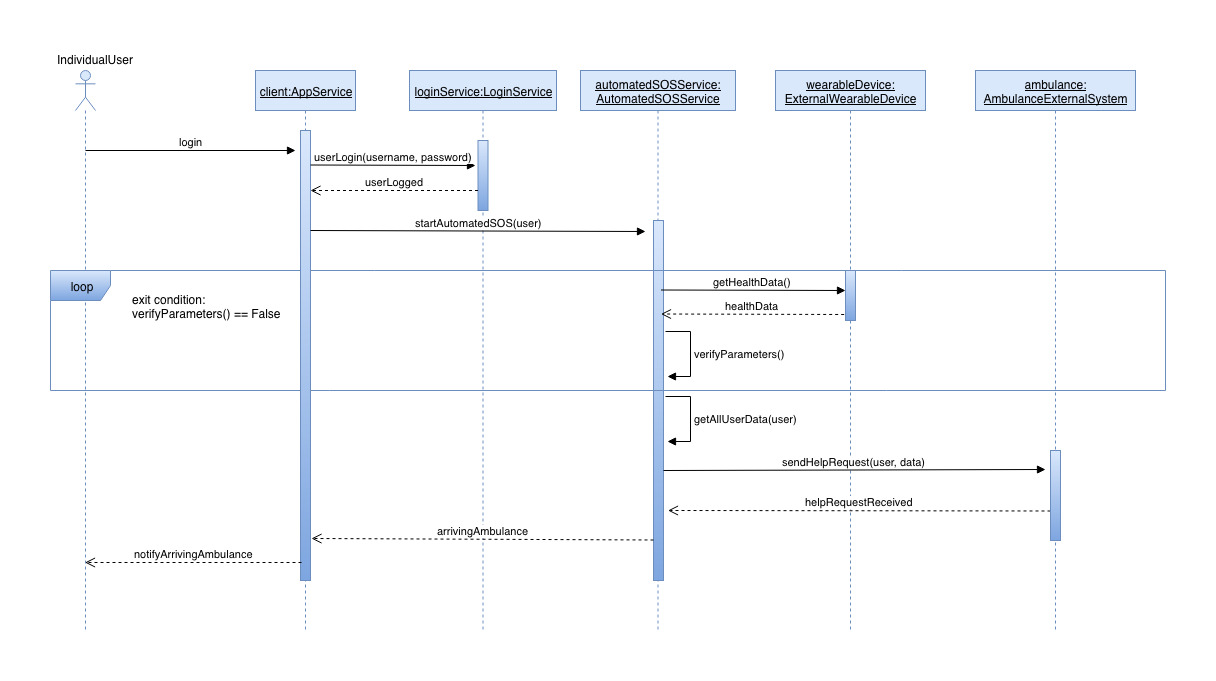 IndividualUser
client:AppService
loginService:LoginService
automatedSOSService:
AutomatedSOSService
wearableDevice:
ExternalWearableDevice
ambulance:
AmbulanceExternalSystem
login
userLogin(username, password)
userLogged
startAutomatedSOS(user)
loop
exit condition:
verifyParameters() == False
getHealthData()
healthData
verifyParameters()
getAllUserData(user)
sendHelpRequest(user, data)
helpRequestReceived
arrivingAmbulance
notifyArrivingAmbulance